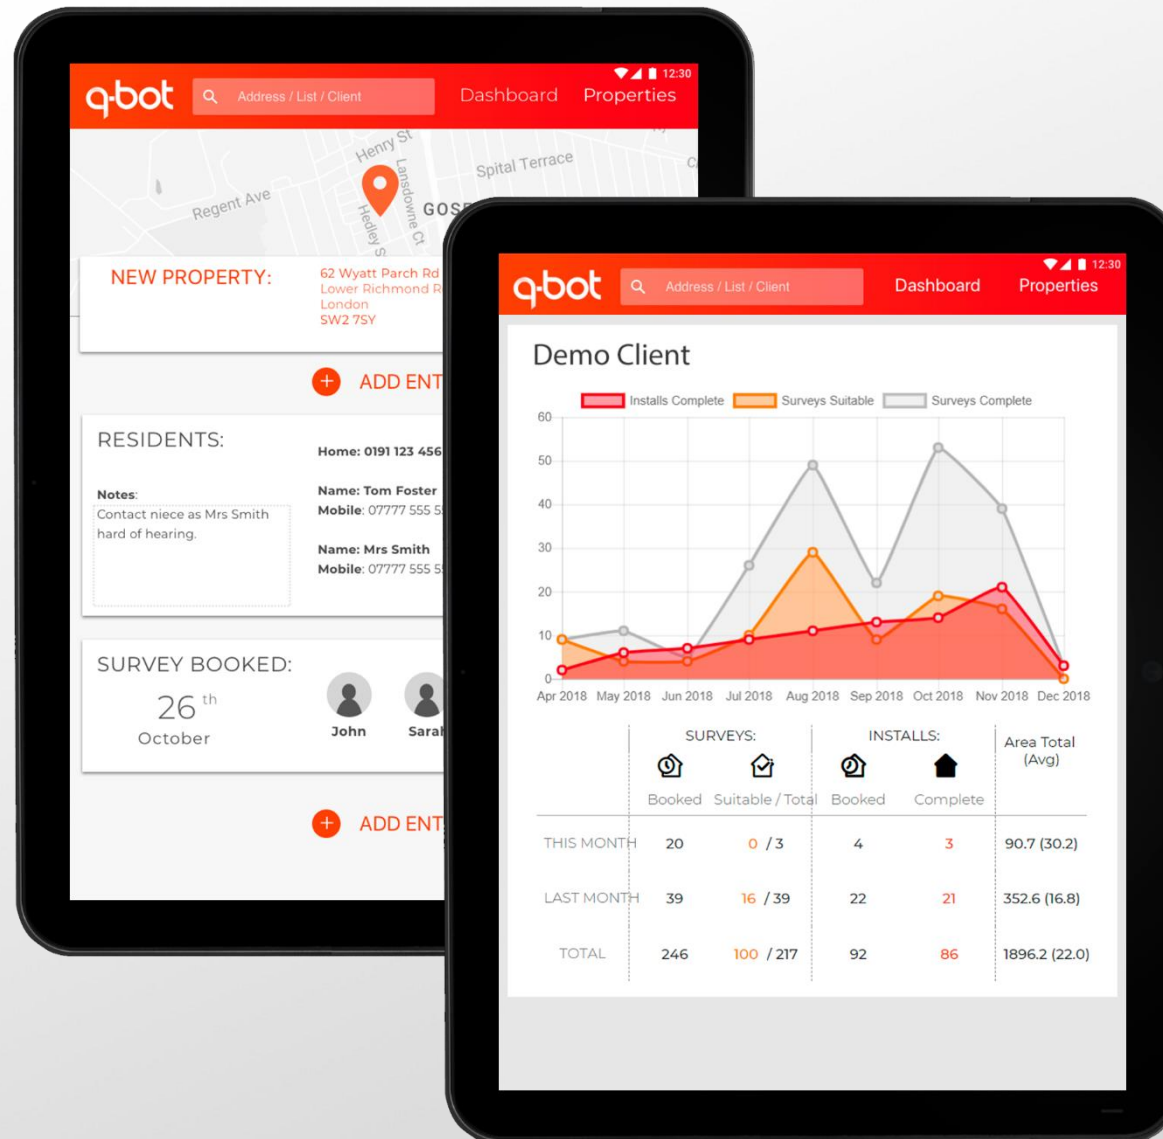 q-bot
Address / List / Client
Dashboard
Properties
12:30
Henry St
Lansdowne Ct
Spital Terrace
Regent Ave
NEW PROPERTY:
62 Wyatt Parch Rd
Lower Richmond R
London
SW2 7SY
+ ADD ENT
RESIDENTS:
Home: 0191 123 456
Notes:
Contact niece as Mrs Smith
hard of hearing.
Name: Tom Foster
Mobile: 07777 555 5
Name: Mrs Smith
Mobile: 07777 555 5
SURVEY BOOKED:
26 th
October
John
Sarah
+ ADD ENT
q-bot
Address / List / Client
Dashboard
Properties
12:30
Demo Client
Installs Complete Surveys Suitable Surveys Complete
60
50
40
30
20
10
0
Apr 2018 May 2018 Jun 2018 Jul 2018 Aug 2018 Sep 2018 Oct 2018 Nov 2018 Dec 2018
SURVEYS: INSTALLS: Area Total
(Avg)
Booked Suitable / Total Booked Complete
THIS MONTH 20 0 / 3 4 3 90.7 (30.2)
LAST MONTH 39 16 / 39 22 21 352.6 (16.8)
TOTAL 246 100 / 217 92 86 1896.2 (22.0)